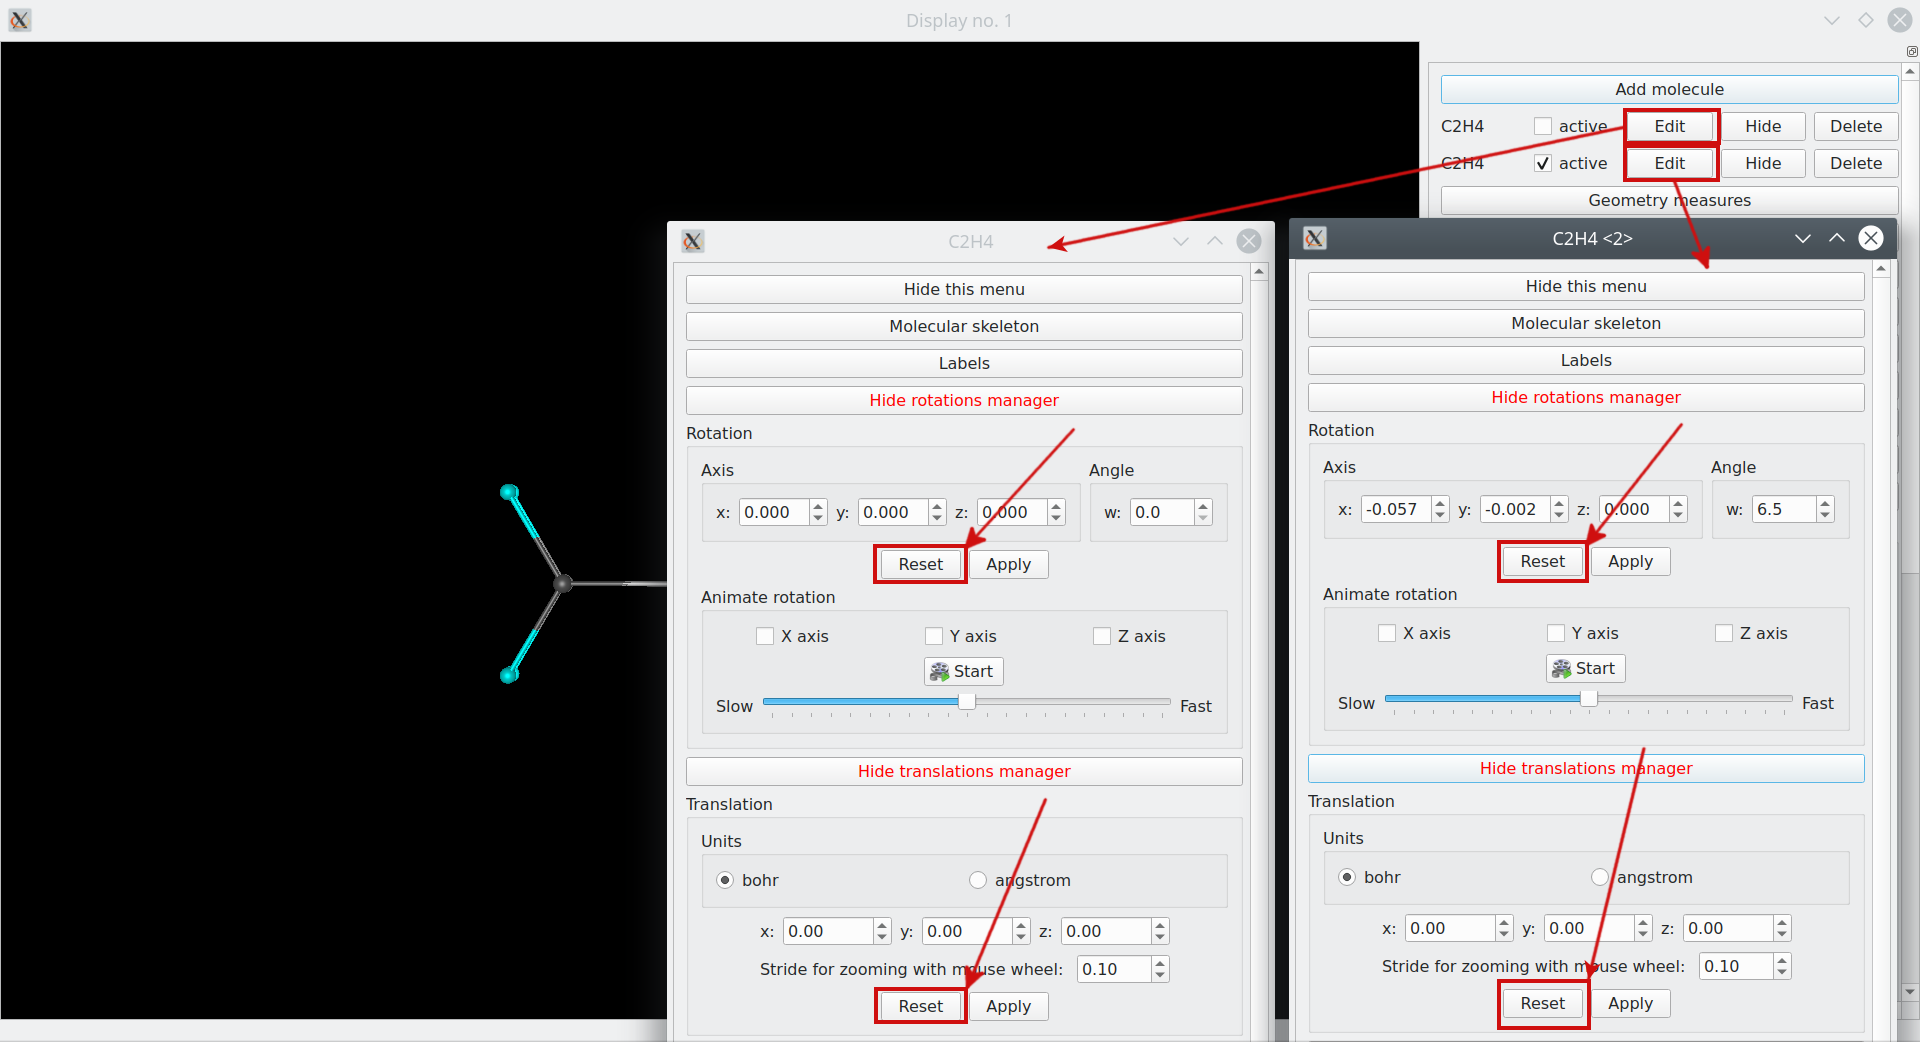 Display no. 1
Add molecule
C2H4 active Edit Hide Delete
C2H4 active Edit Hide Delete
Geometry measures
C2H4
Hide this menu
Molecular skeleton
Labels
Hide rotations manager
Rotation
Axis Angle
x: 0.000 y: 0.000 z: 0.000 w: 0.0
Reset Apply
Animate rotation
X axis Y axis Z axis
Start
Slow Fast
Hide translations manager
Translation
Units
bohr angstrom
x: 0.00 y: 0.00 z: 0.00
Stride for zooming with mouse wheel: 0.10
Reset Apply
C2H4 <2>
Hide this menu
Molecular skeleton
Labels
Hide rotations manager
Rotation
Axis Angle
x: -0.057 y: -0.002 z: 0.000 w: 6.5
Reset Apply
Animate rotation
X axis Y axis Z axis
Start
Slow Fast
Hide translations manager
Translation
Units
bohr angstrom
x: 0.00 y: 0.00 z: 0.00
Stride for zooming with mouse wheel: 0.10
Reset Apply